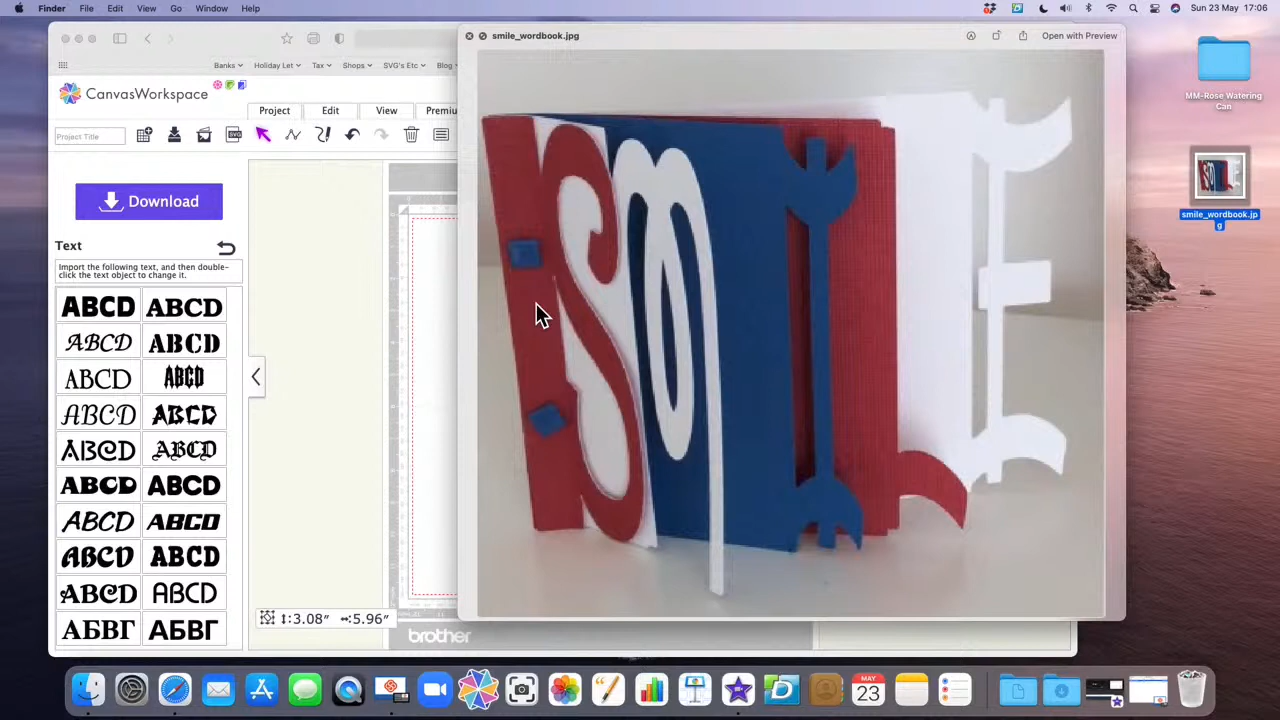 Finder File Edit View Go Window Help
Sun 23 May 17:06
smile_wordbook.jpg
Open with Preview
Banks Holiday Let Tax Shops SVG's Etc Blog
CanvasWorkspace
Project Edit View Premiu
Project Title
SVG
Download
Text
Import the following text, and then double-
click the text object to change it.
ABCD ABCD
ABCD ABCD
ABCD ABCD
ABCD ABCD
ABCD ABCD
ABCD ABCD
ABCD ABCD
ABCD ABCD
ABCD ABCD
АБВГ АБВГ
3.08" 5.96"
brother
smile
MM-Rose Watering
Can
smile_wordbook.jp
g
MAY
23